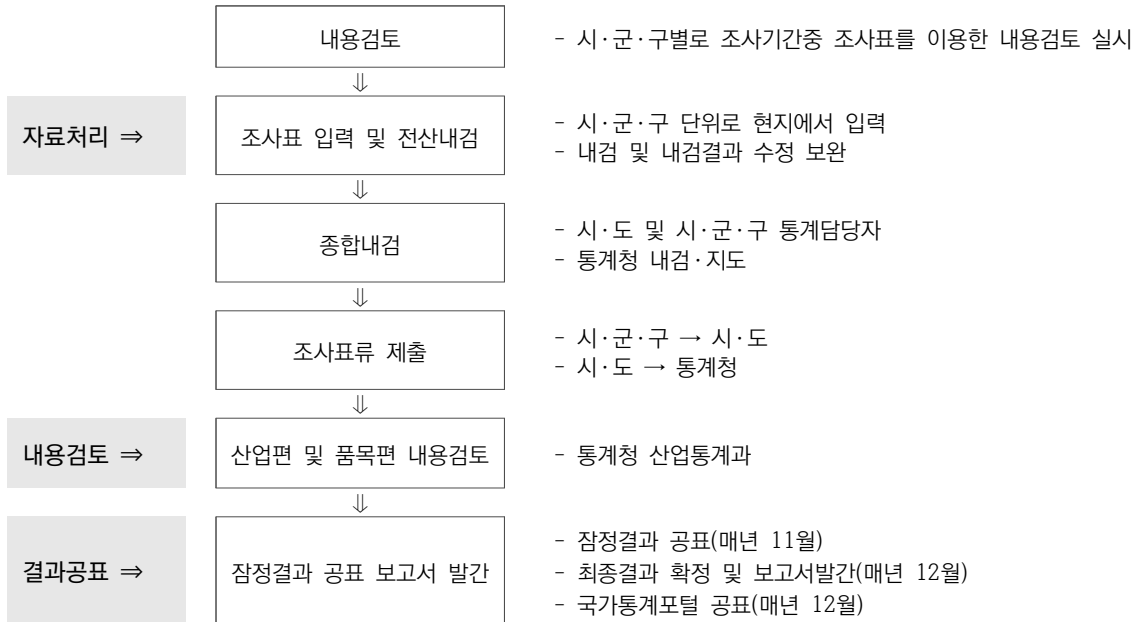 내용검토
- 시·군·구별로 조사기간중 조사표를 이용한 내용검토 실시
⇓
자료처리 ⇒
조사표 입력 및 전산내검
- 시·군·구 단위로 현지에서 입력
- 내검 및 내검결과 수정 보완
⇓
종합내검
- 시·도 및 시·군·구 통계담당자
- 통계청 내검·지도
⇓
조사표류 제출
- 시·군·구 → 시·도
- 시·도 → 통계청
⇓
내용검토 ⇒
산업편 및 품목편 내용검토
- 통계청 산업통계과
⇓
결과공표 ⇒
잠정결과 공표 보고서 발간
- 잠정결과 공표(매년 11월)
- 최종결과 확정 및 보고서발간(매년 12월)
- 국가통계포털 공표(매년 12월)